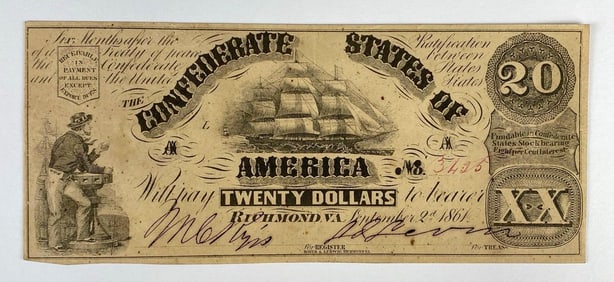 Six Months after the Ratification
of a Treaty of peace between
the Confederate States
and the United States
RECEIVABLE
IN
PAYMENT
OF ALL DUES
EXCEPT
EXPORT DUES
THE CONFEDERATE STATES OF
AMERICA
20
L
No. 5425
Fundable in Confederate
States Stock bearing
Eight per Cent interest
Will pay TWENTY DOLLARS to bearer
RICHMOND VA September 2d. 1861.
XX
for REGISTER
for TREAS